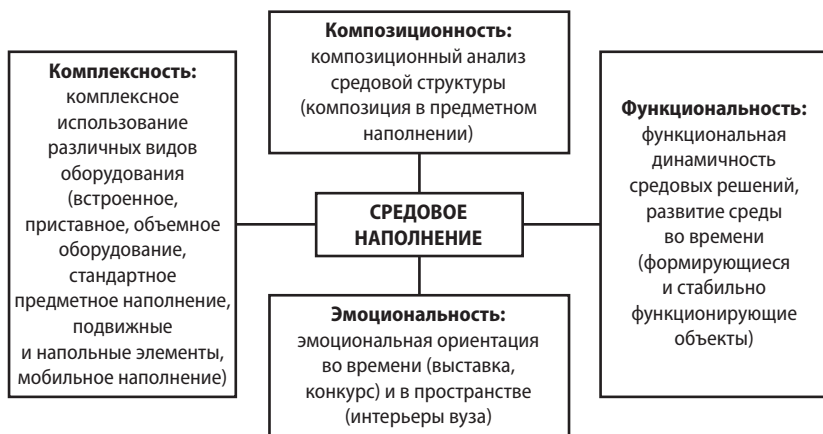 Комплексность:
комплексное
использование
различных видов
оборудования
(встроенное,
приставное, объемное
оборудование,
стандартное
предметное наполнение,
подвижные
и напольные элементы,
мобильное наполнение)
Композиционность:
композиционный анализ
средовой структуры
(композиция в предметном
наполнении)
СРЕДОВОЕ
НАПОЛНЕНИЕ
Эмоциональность:
эмоциональная ориентация
во времени (выставка,
конкурс) и в пространстве
(интерьеры вуза)
Функциональность:
функциональная
динамичность
средовых решений,
развитие среды
во времени
(формирующиеся
и стабильно
функционирующие
объекты)